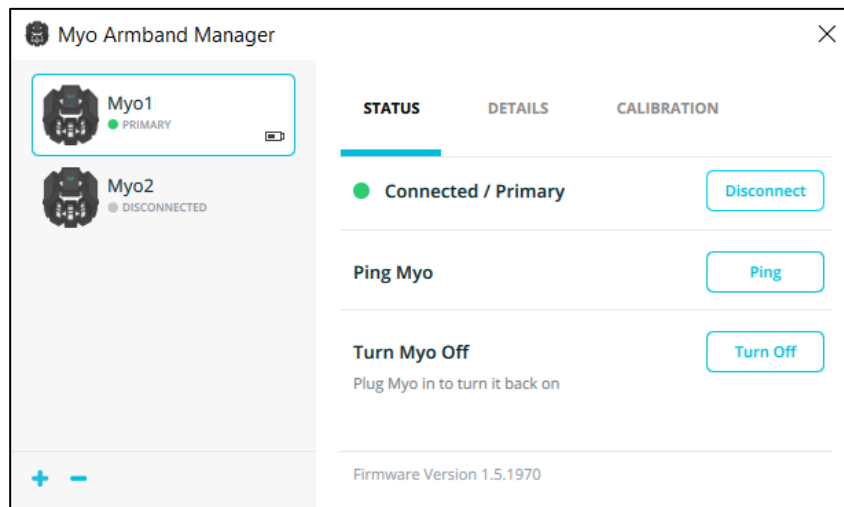 Myo Armband Manager
Myo1
PRIMARY
Myo2
DISCONNECTED
STATUS DETAILS CALIBRATION
Connected / Primary Disconnect
Ping Myo Ping
Turn Myo Off Turn Off
Plug Myo in to turn it back on
Firmware Version 1.5.1970